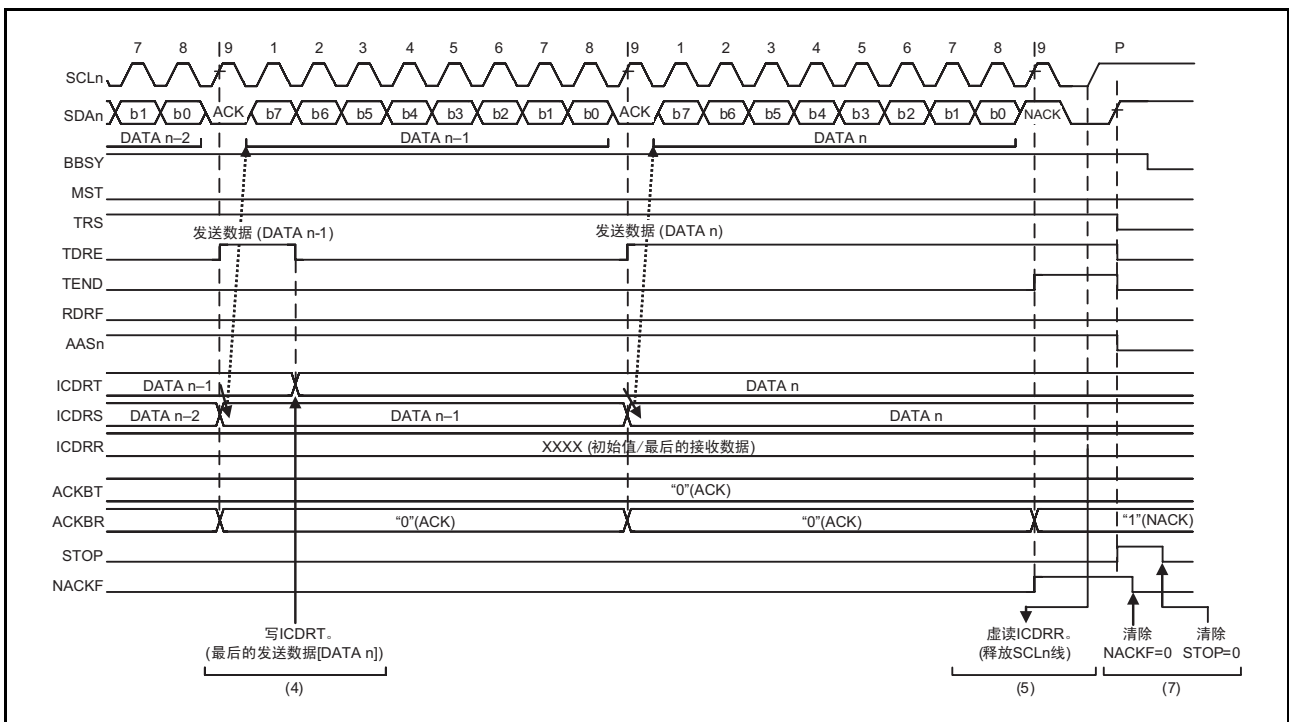 7 8 9 1 2 3 4 5 6 7 8 9 1 2 3 4 5 6 7 8 9 P
SCLn
SDAn b1 b0 ACK b7 b6 b5 b4 b3 b2 b1 b0 ACK b7 b6 b5 b4 b3 b2 b1 b0 NACK
DATA n–2 DATA n–1 DATA n
BBSY
MST
TRS
发送数据 (DATA n-1) 发送数据 (DATA n)
TDRE
TEND
RDRF
AASn
ICDRT DATA n–1 DATA n
ICDRS DATA n–2 DATA n–1 DATA n
ICDRR XXXX (初始值/最后的接收数据)
ACKBT “0”(ACK)
ACKBR “0”(ACK) “0”(ACK) “1”(NACK)
STOP
NACKF
写ICDRT。 虚读ICDRR。 清除 清除
(最后的发送数据[DATA n]) (释放SCLn线) NACKF=0 STOP=0
(4) (5) (7)